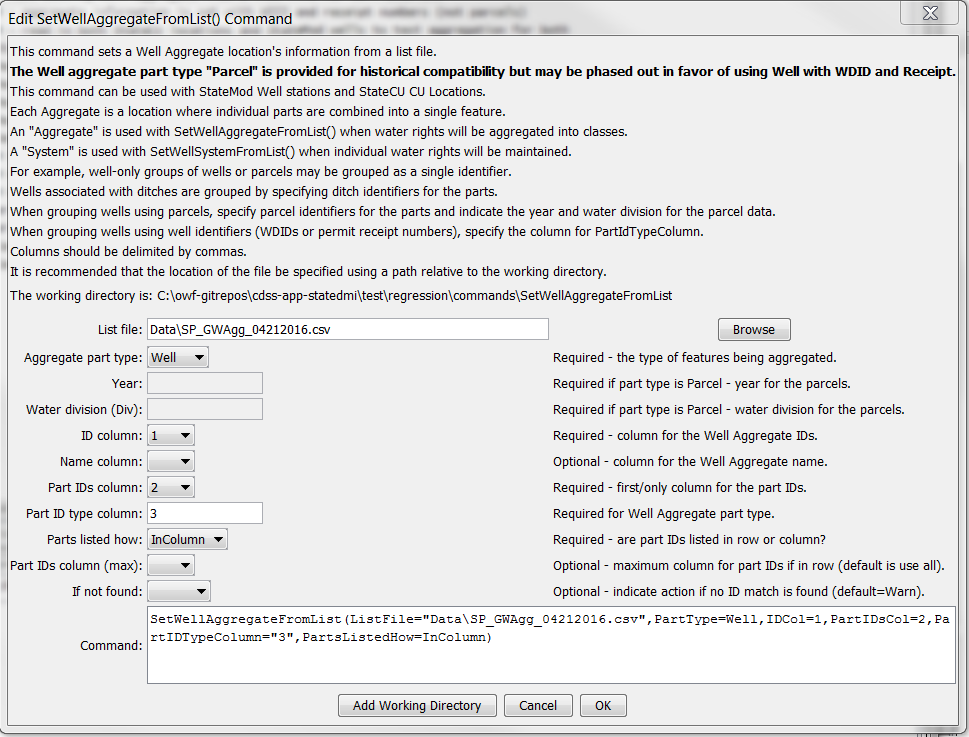 Edit SetWellAggregateFromList() Command
This command sets a Well Aggregate location's information from a list file.
The Well aggregate part type "Parcel" is provided for historical compatibility but may be phased out in favor of using Well with WDID and Receipt.
This command can be used with StateMod Well stations and StateCU CU Locations.
Each Aggregate is a location where individual parts are combined into a single feature.
An "Aggregate" is used with SetWellAggregateFromList() when water rights will be aggregated into classes.
A "System" is used with SetWellSystemFromList() when individual water rights will be maintained.
For example, well-only groups of wells or parcels may be grouped as a single identifier.
Wells associated with ditches are grouped by specifying ditch identifiers for the parts.
When grouping wells using parcels, specify parcel identifiers for the parts and indicate the year and water division for the parcel data.
When grouping wells using well identifiers (WDIDs or permit receipt numbers), specify the column for PartIdTypeColumn.
Columns should be delimited by commas.
It is recommended that the location of the file be specified using a path relative to the working directory.
The working directory is: C:\owf-gitrepos\cdss-app-statedmi\test\regression\commands\SetWellAggregateFromList
List file: Data\SP_GWAgg_04212016.csv Browse
Aggregate part type: Well Required - the type of features being aggregated.
Year: Required if part type is Parcel - year for the parcels.
Water division (Div): Required if part type is Parcel - water division for the parcels.
ID column: 1 Required - column for the Well Aggregate IDs.
Name column: Optional - column for the Well Aggregate name.
Part IDs column: 2 Required - first/only column for the part IDs.
Part ID type column: 3 Required for Well Aggregate part type.
Parts listed how: InColumn Required - are part IDs listed in row or column?
Part IDs column (max): Optional - maximum column for part IDs if in row (default is use all).
If not found: Optional - indicate action if no ID match is found (default=Warn).
Command: SetWellAggregateFromList(ListFile="Data\SP_GWAgg_04212016.csv",PartType=Well,IDCol=1,PartIDsCol=2,Pa
rtIDTypeColumn="3",PartsListedHow=InColumn)
Add Working Directory Cancel OK